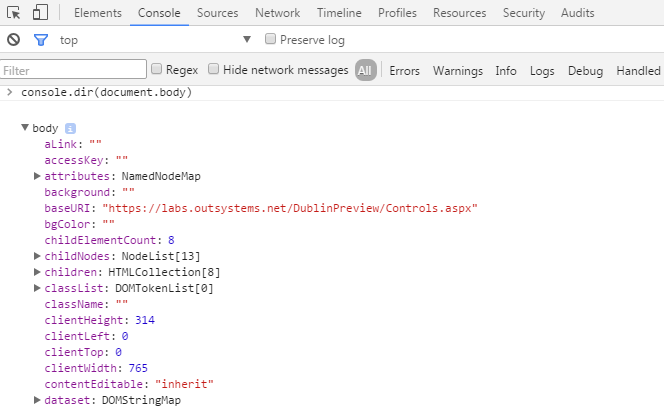 Elements Console Sources Network Timeline Profiles Resources Security Audits
top Preserve log
Filter Regex Hide network messages All Errors Warnings Info Logs Debug Handled
> console.dir(document.body)
body i
aLink: ""
accessKey: ""
attributes: NamedNodeMap
background: ""
baseURI: "https://labs.outsystems.net/DublinPreview/Controls.aspx"
bgColor: ""
childElementCount: 8
childNodes: NodeList[13]
children: HTMLCollection[8]
classList: DOMTokenList[0]
className: ""
clientHeight: 314
clientLeft: 0
clientTop: 0
clientWidth: 765
contentEditable: "inherit"
dataset: DOMStringMap